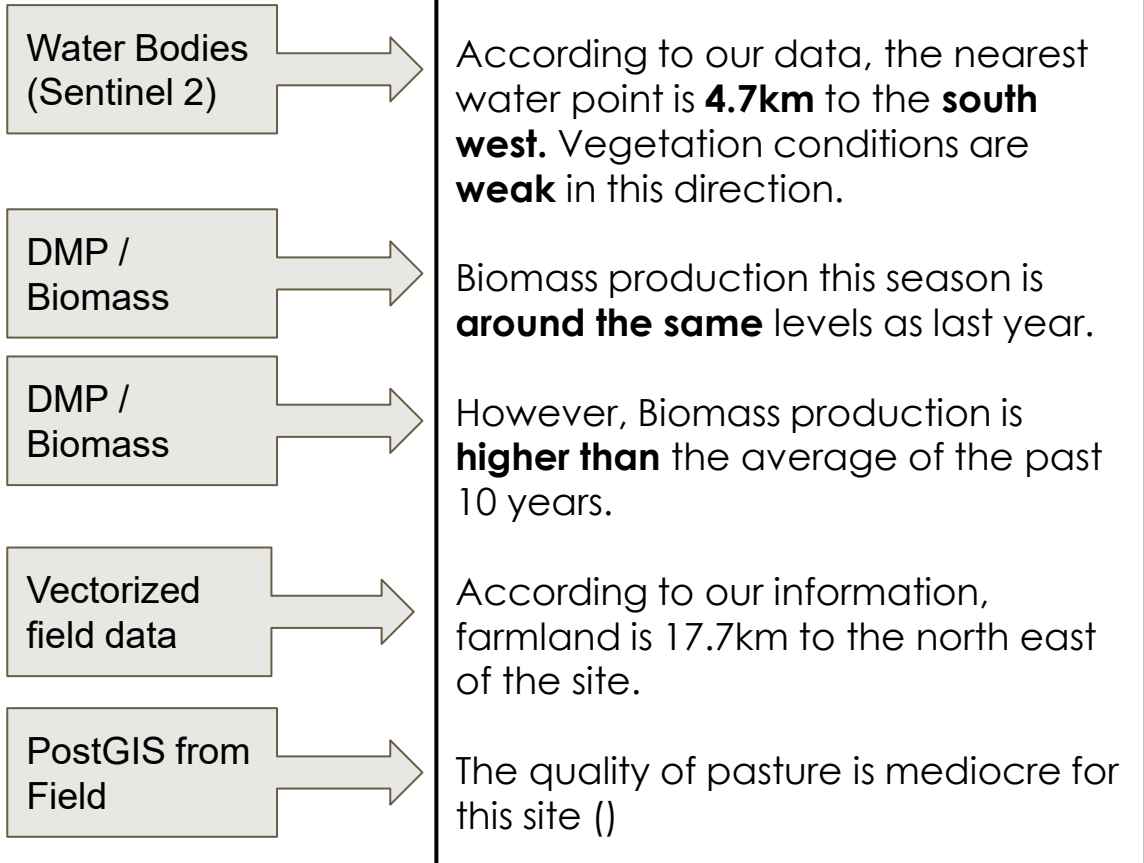 Water Bodies
(Sentinel 2)
According to our data, the nearest
water point is 4.7km to the south
west. Vegetation conditions are
weak in this direction.
DMP /
Biomass
Biomass production this season is
around the same levels as last year.
DMP /
Biomass
However, Biomass production is
higher than the average of the past
10 years.
Vectorized
field data
According to our information,
farmland is 17.7km to the north east
of the site.
PostGIS from
Field
The quality of pasture is mediocre for
this site ()